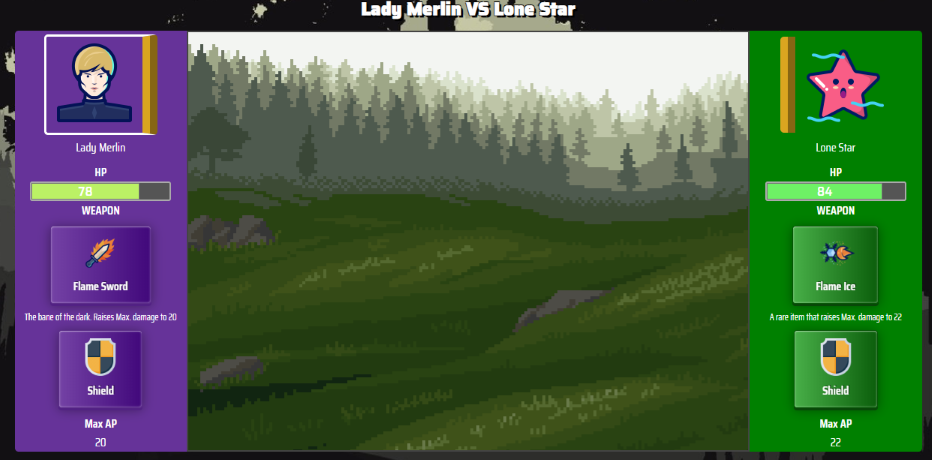 Lady Merlin VS Lone Star
Lady Merlin
HP
78
WEAPON
Flame Sword
The bane of the dark. Raises Max. damage to 20
Shield
Max AP
20
Lone Star
HP
84
WEAPON
Flame Ice
A rare item that raises Max. damage to 22
Shield
Max AP
22